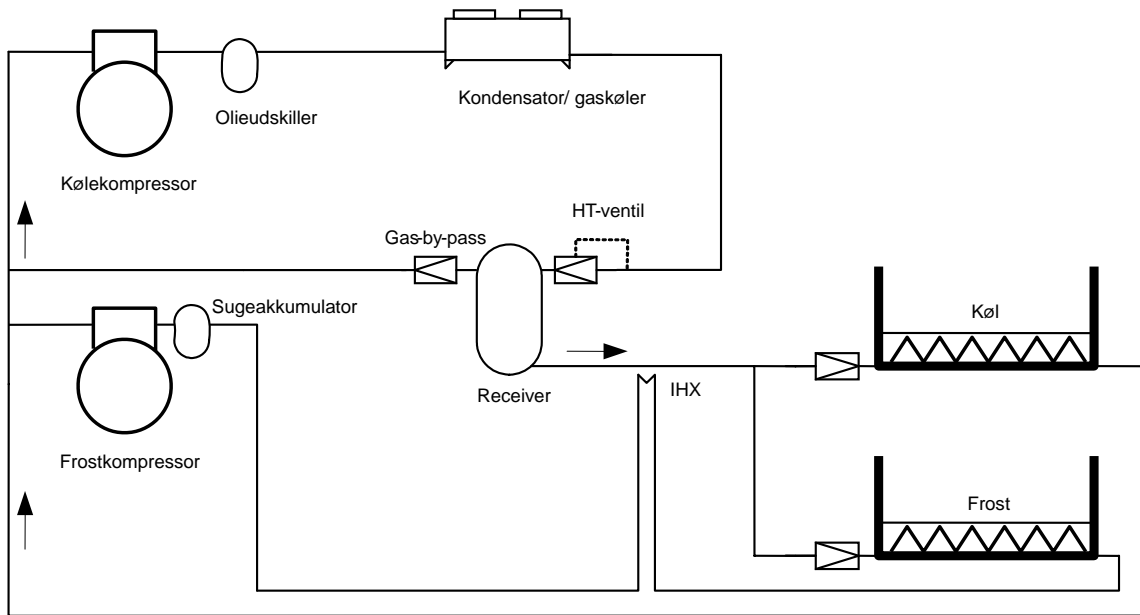 Kondensator/ gaskøler
Olieudskiller
Kølekompressor
HT-ventil
Gas-by-pass
Sugeakkumulator
Køl
IHX
Receiver
Frostkompressor
Frost